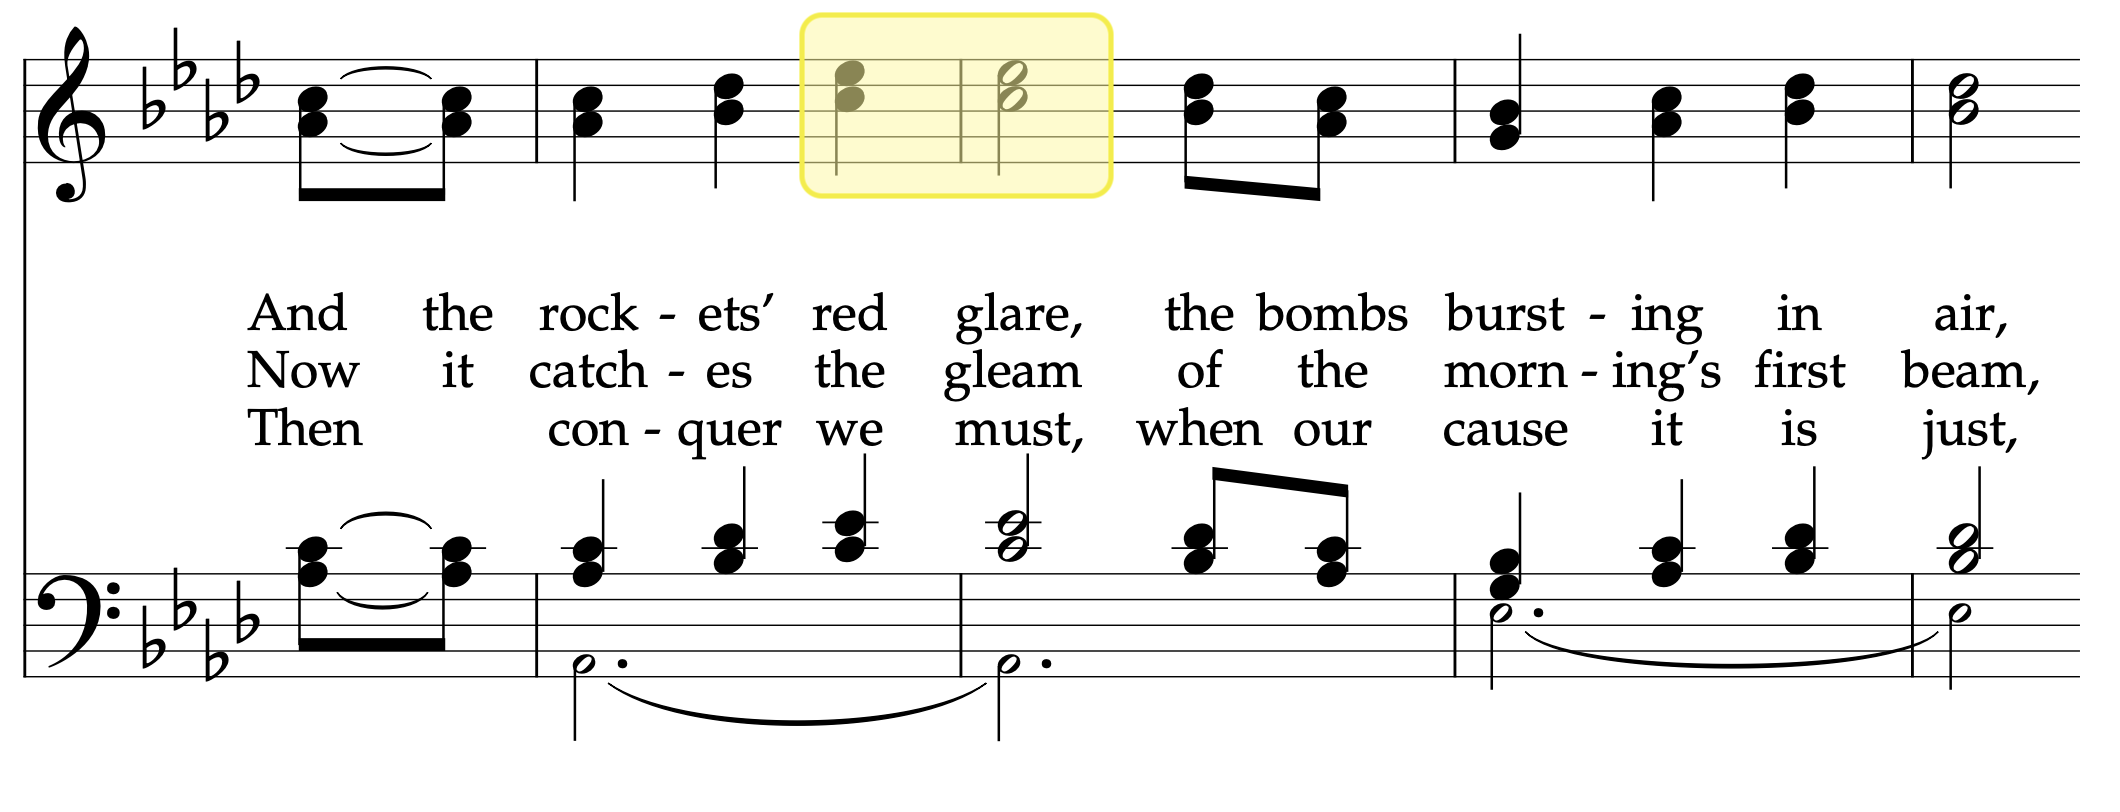 And the rock - ets’ red glare, the bombs burst - ing in air,
Now it catch - es the gleam of the morn - ing’s first beam,
Then con - quer we must, when our cause it is just,